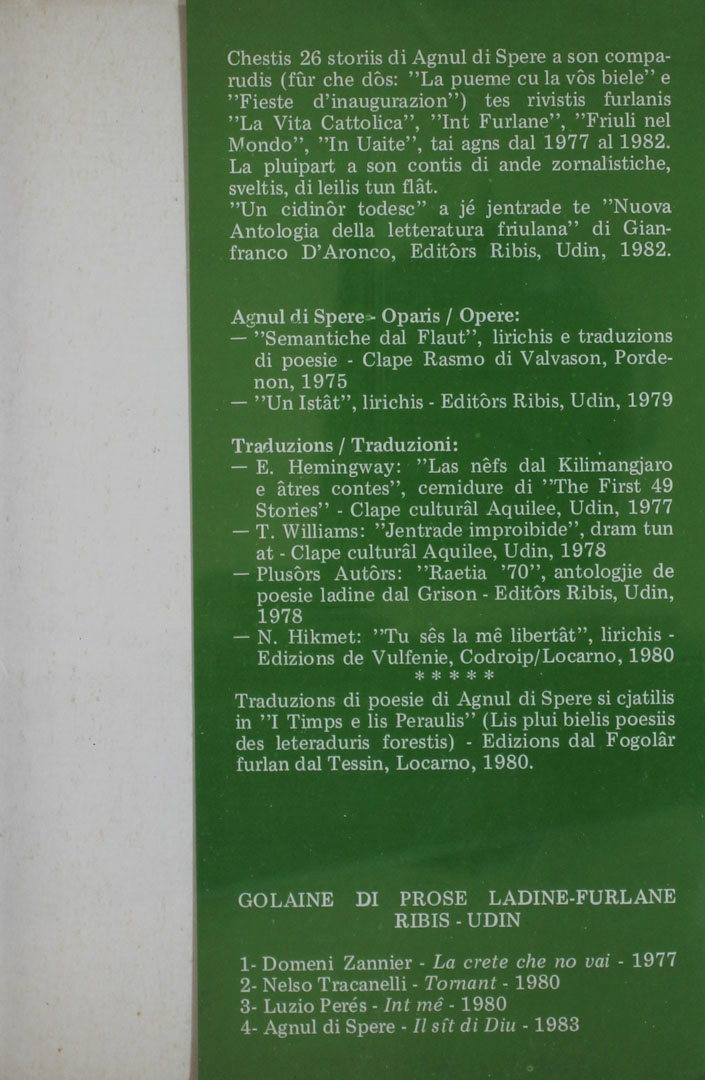 Chestis 26 storiis di Agnul di Spere a son compa-
rudis (fûr che dôs: ”La pueme cu la vôs biele” e
”Fieste d’inaugurazion”) tes rivistis furlanis
”La Vita Cattolica”, ”Int Furlane”, ”Friuli nel
Mondo”, ”In Uaite”, tai agns dal 1977 al 1982.
La pluipart a son contis di ande zornalistiche,
sveltis, di leilis tun flât.
”Un cidinôr todesc” a jé jentrade te ”Nuova
Antologia della letteratura friulana” di Gian-
franco D’Aronco, Editôrs Ribis, Udin, 1982.
Agnul di Spere - Oparis / Opere:
— ”Semantiche dal Flaut”, lirichis e traduzions
di poesie - Clape Rasmo di Valvason, Porde-
non, 1975
— ”Un Istât”, lirichis - Editôrs Ribis, Udin, 1979
Traduzions / Traduzioni:
— E. Hemingway: ”Las nêfs dal Kilimangjaro
e âtres contes”, cernidure di ”The First 49
Stories” - Clape culturâl Aquilee, Udin, 1977
— T. Williams: ”Jentrade improibide”, dram tun
at - Clape culturâl Aquilee, Udin, 1978
— Plusôrs Autôrs: ”Raetia ’70”, antologjie de
poesie ladine dal Grison - Editôrs Ribis, Udin,
1978
— N. Hikmet: ”Tu sês la mê libertât”, lirichis -
Edizions de Vulfenie, Codroip/Locarno, 1980
* * * * *
Traduzions di poesie di Agnul di Spere si cjatilis
in ”I Timps e lis Peraulis” (Lis plui bielis poesiis
des leteraduris forestis) - Edizions dal Fogolâr
furlan dal Tessin, Locarno, 1980.
GOLAINE DI PROSE LADINE-FURLANE
RIBIS - UDIN
1- Domeni Zannier - La crete che no vai - 1977
2- Nelso Tracanelli - Tornant - 1980
3- Luzio Perés - Int mê - 1980
4- Agnul di Spere - Il sît di Diu - 1983